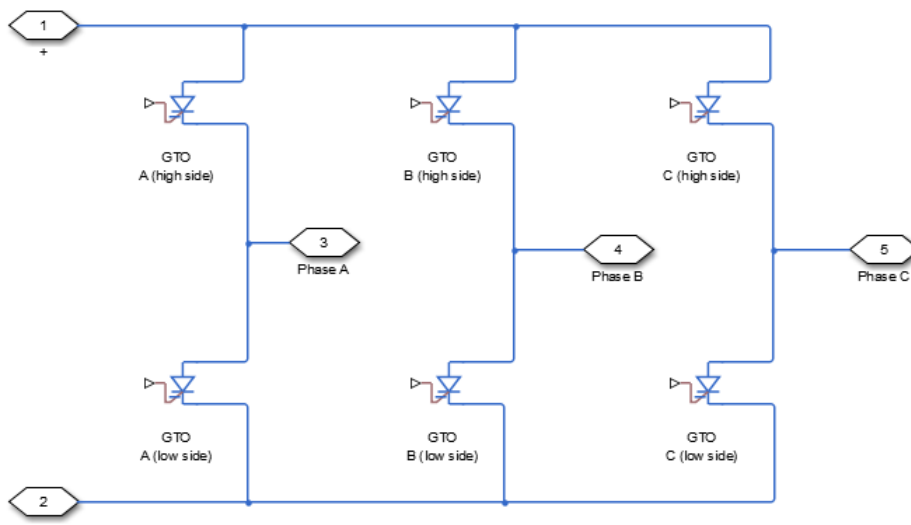 1
+
GTO
A (high side)
GTO
B (high side)
GTO
C (high side)
3
Phase A
4
Phase B
5
Phase C
GTO
A (low side)
GTO
B (low side)
GTO
C (low side)
2